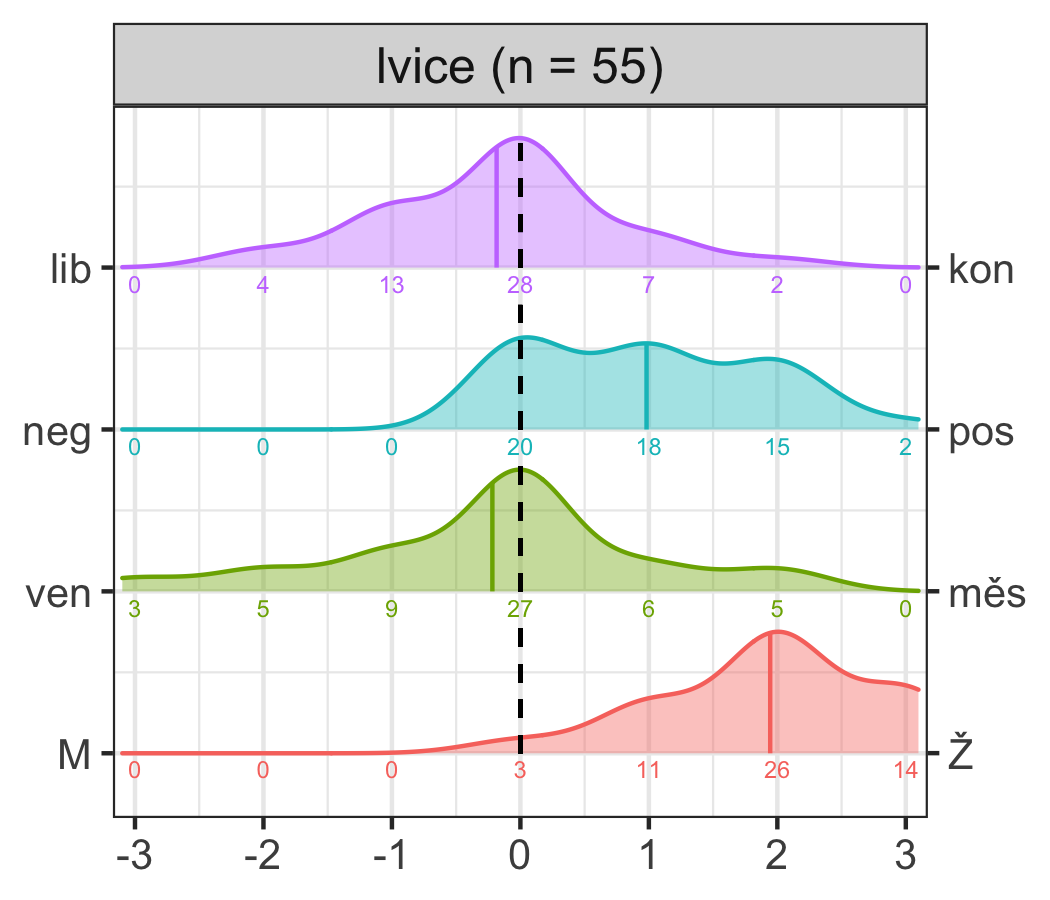 lvice (n = 55)
lib kon
0 4 13 28 7 2 0
neg pos
0 0 0 20 18 15 2
ven měs
3 5 9 27 6 5 0
M Ž
0 0 0 3 11 26 14
-3 -2 -1 0 1 2 3